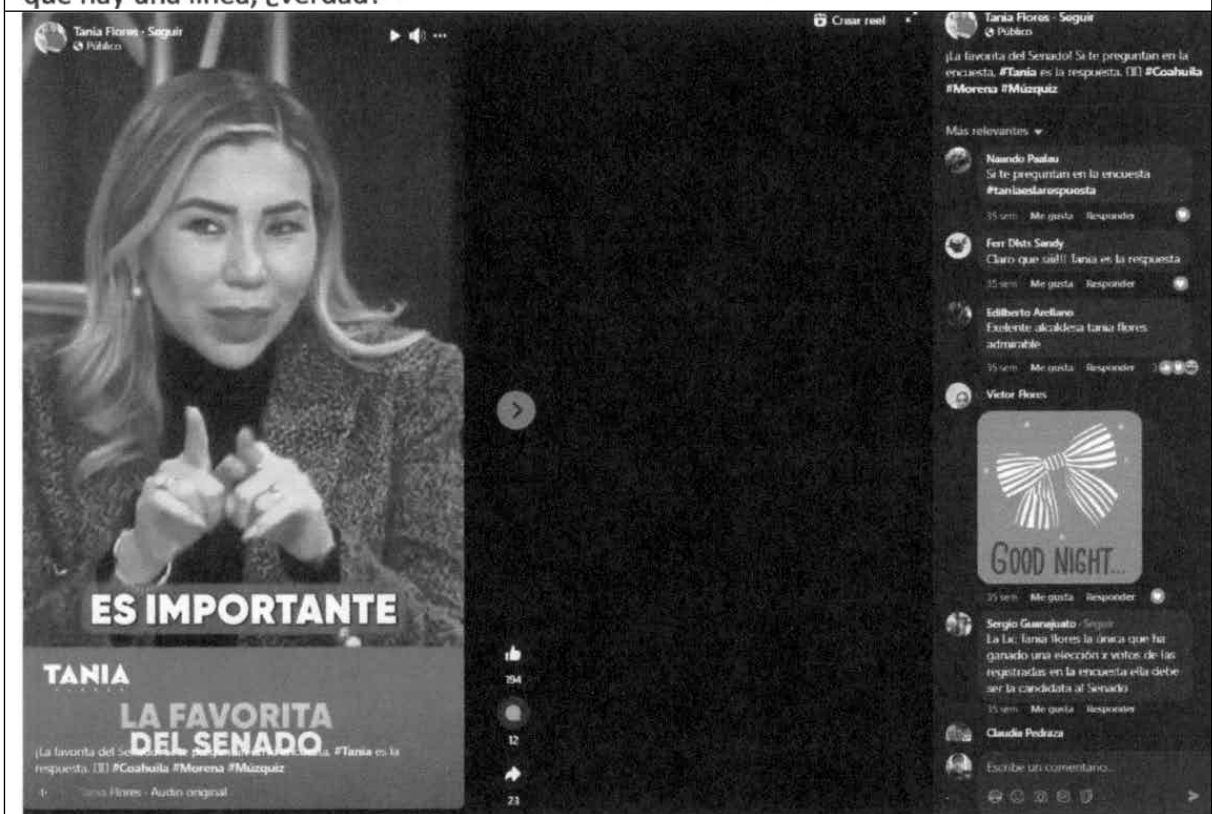 que hay una línea, ¿verdad?
Tania Flores · Seguir
Público
ES IMPORTANTE
TANIA
LA FAVORITA
DEL SENADO
¡La favorita del Se
#Tania es la
respuesta. #Coahuila #Morena #Múzquiz
Tania Flores · Audio original
194
12
23
Crear reel
Tania Flores · Seguir
Público
¡La favorita del Senado! Si te preguntan en la
encuesta, #Tania es la respuesta. #Coahuila
#Morena #Múzquiz
Más relevantes
Naando Paalau
Si te preguntan en la encuesta
#taniaeslarespuesta
35 sem Me gusta Responder
Ferr Dlsts Sandy
Claro que Tania es la respuesta
35 sem Me gusta Responder
Edilberto Arellano
Exelente alcaldesa tania flores
admirable
35 sem Me gusta Responder 3
Victor Flores
GOOD NIGHT...
35 sem Me gusta Responder
Sergio Guanajuato · Seguir
La Lic. Tania flores la única que ha
ganado una elección x votos de las
registradas en la encuesta ella debe
ser la candidata al Senado
35 sem Me gusta Responder
Claudia Pedraza
Escribe un comentario...